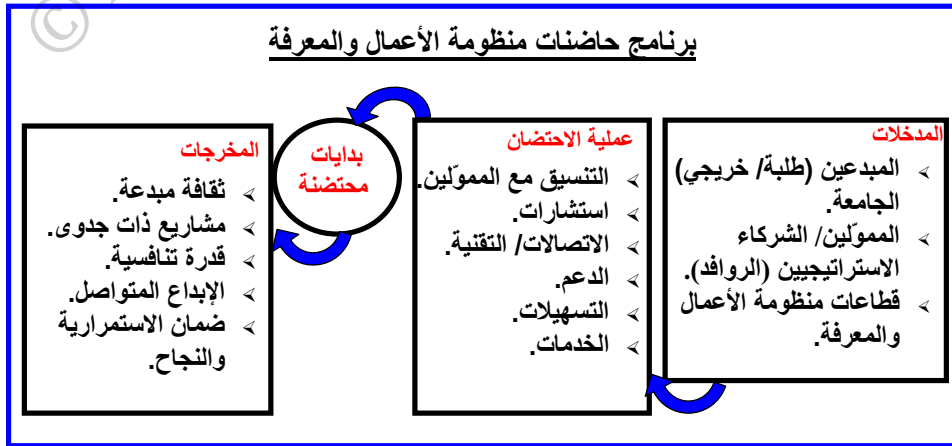 ©
برنامج حاضنات منظومة الأعمال والمعرفة
المدخلات
➢ المبدعين (طلبة/ خريجي)
الجامعة.
➢ المموّلين/ الشركاء
الاستراتيجيين (الروافد).
➢ قطاعات منظومة الأعمال
والمعرفة.
عملية الاحتضان
➢ التنسيق مع المموّلين.
➢ استشارات.
➢ الاتصالات/ التقنية.
➢ الدعم.
➢ التسهيلات.
➢ الخدمات.
بدايات
محتضنة
المخرجات
➢ ثقافة مبدعة.
➢ مشاريع ذات جدوى.
➢ قدرة تنافسية.
➢ الإبداع المتواصل.
➢ ضمان الاستمرارية
والنجاح.